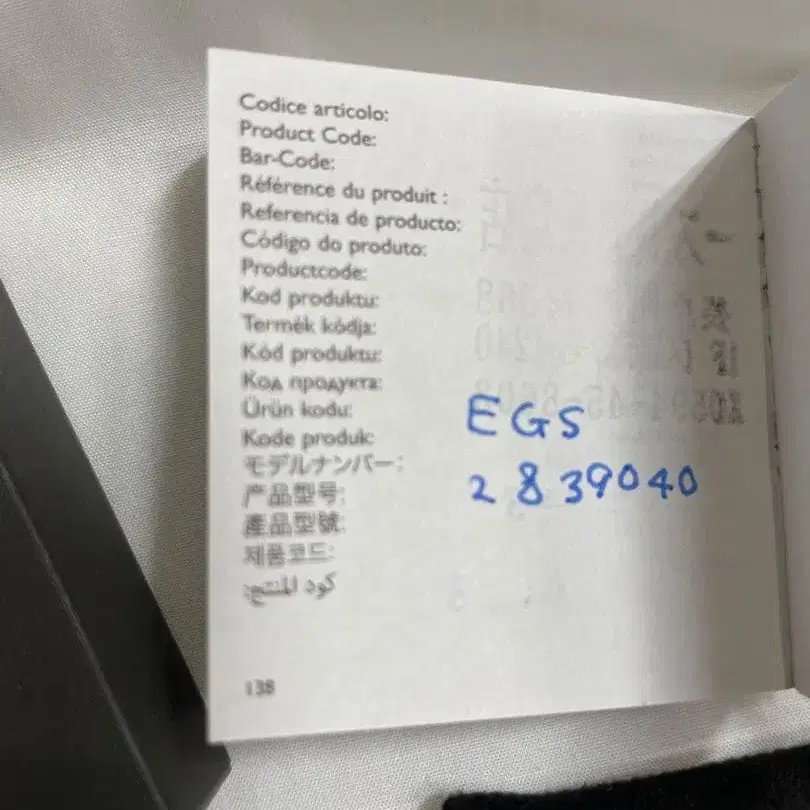 Codice articolo:
Product Code:
Bar-Code:
Référence du produit :
Referencia de producto:
Código do produto:
Productcode:
Kod produktu:
Termék kódja:
Kód produktu:
Код продукта:
Ürün kodu:
Kode produk:
モデルナンバー:
产品型号:
產品型號:
제품코드:
كود المنتج:
EGS
2839040
138